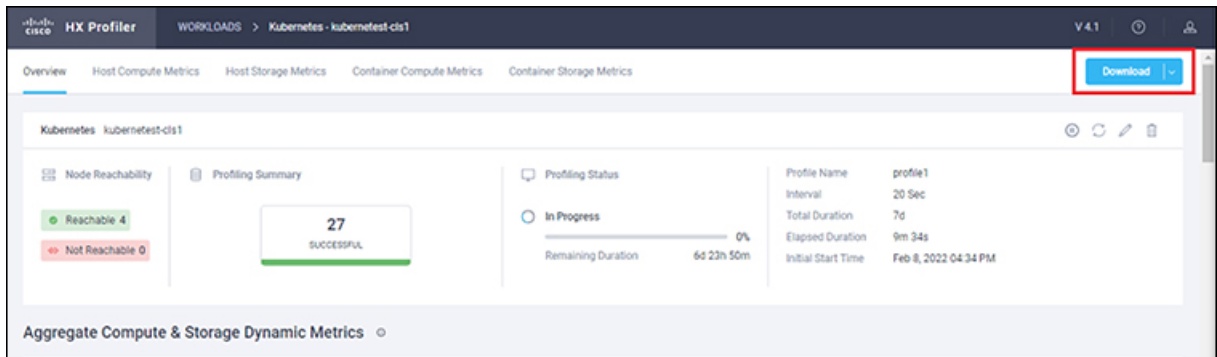 CISCO HX Profiler WORKLOADS > Kubernetes - kubernetest-cls1 V 4.1
Overview Host Compute Metrics Host Storage Metrics Container Compute Metrics Container Storage Metrics Download
Kubernetes kubernetest-cls1
Node Reachability
Reachable 4
Not Reachable 0
Profiling Summary
27
SUCCESSFUL
Profiling Status
In Progress
0%
Remaining Duration 6d 23h 50m
Profile Name profile1
Interval 20 Sec
Total Duration 7d
Elapsed Duration 9m 34s
Initial Start Time Feb 8, 2022 04:34 PM
Aggregate Compute & Storage Dynamic Metrics